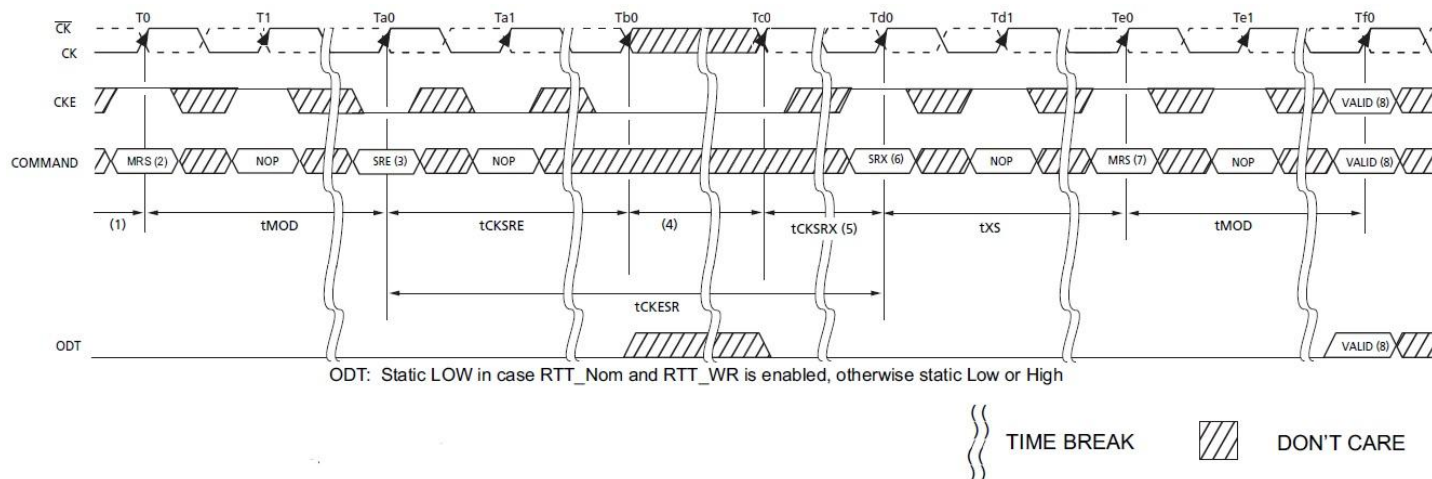 T0 T1 Ta0 Ta1 Tb0 Tc0 Td0 Td1 Te0 Te1 Tf0
CK
CK
CKE
VALID (8)
COMMAND
MRS (2) NOP SRE (3) NOP SRX (6) NOP MRS (7) NOP VALID (8)
(1) tMOD tCKSRE (4) tCKSRX (5) tXS tMOD
tCKESR
ODT
VALID (8)
ODT: Static LOW in case RTT_Nom and RTT_WR is enabled, otherwise static Low or High
TIME BREAK DON'T CARE